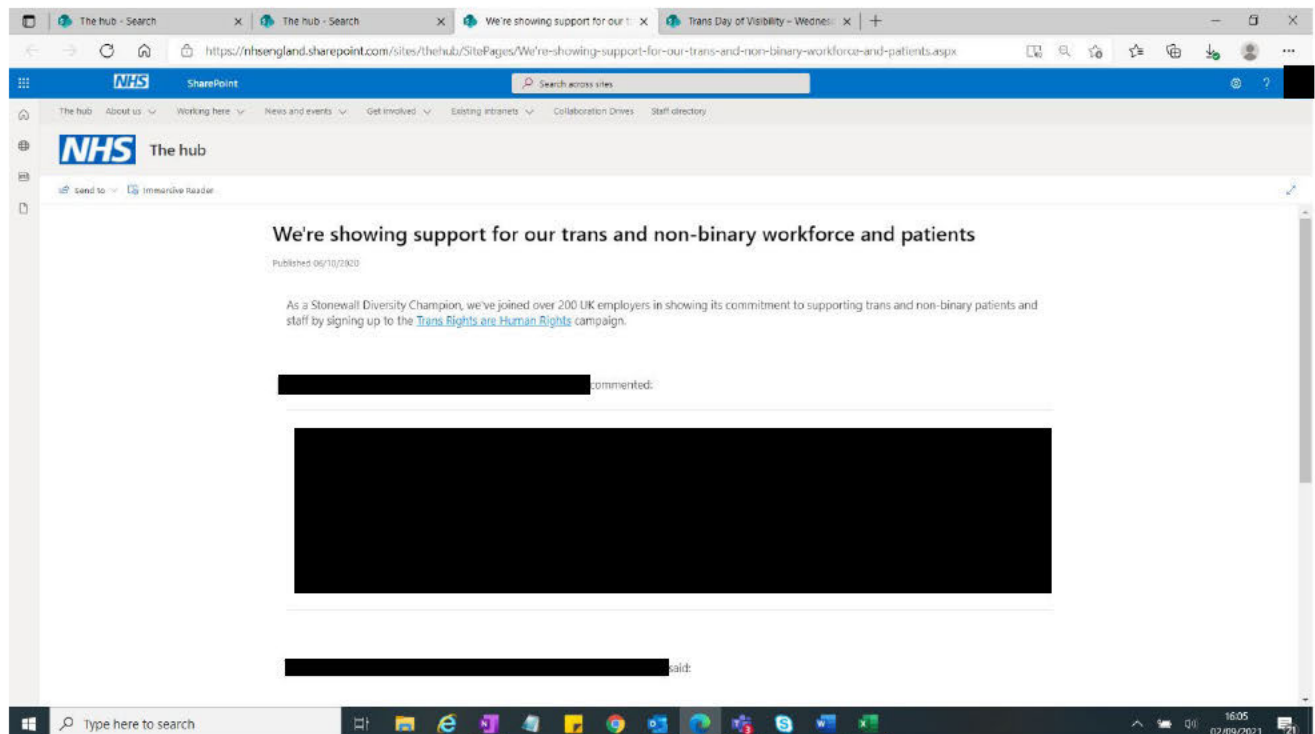 The hub - Search
The hub - Search
We're showing support for our t
Trans Day of Visibility – Wednes
https://nhsengland.sharepoint.com/sites/thehub/SitePages/We're-showing-support-for-our-trans-and-non-binary-workforce-and-patients.aspx
NHS SharePoint Search across sites
The hub About us Working here News and events Get involved Existing intranets Collaboration Drives Staff directory
NHS The hub
Send to Immersive Reader
We're showing support for our trans and non-binary workforce and patients
Published 06/10/2020
As a Stonewall Diversity Champion, we've joined over 200 UK employers in showing its commitment to supporting trans and non-binary patients and
staff by signing up to the Trans Rights are Human Rights campaign.
commented:
said:
Type here to search
16:05
02/09/2021